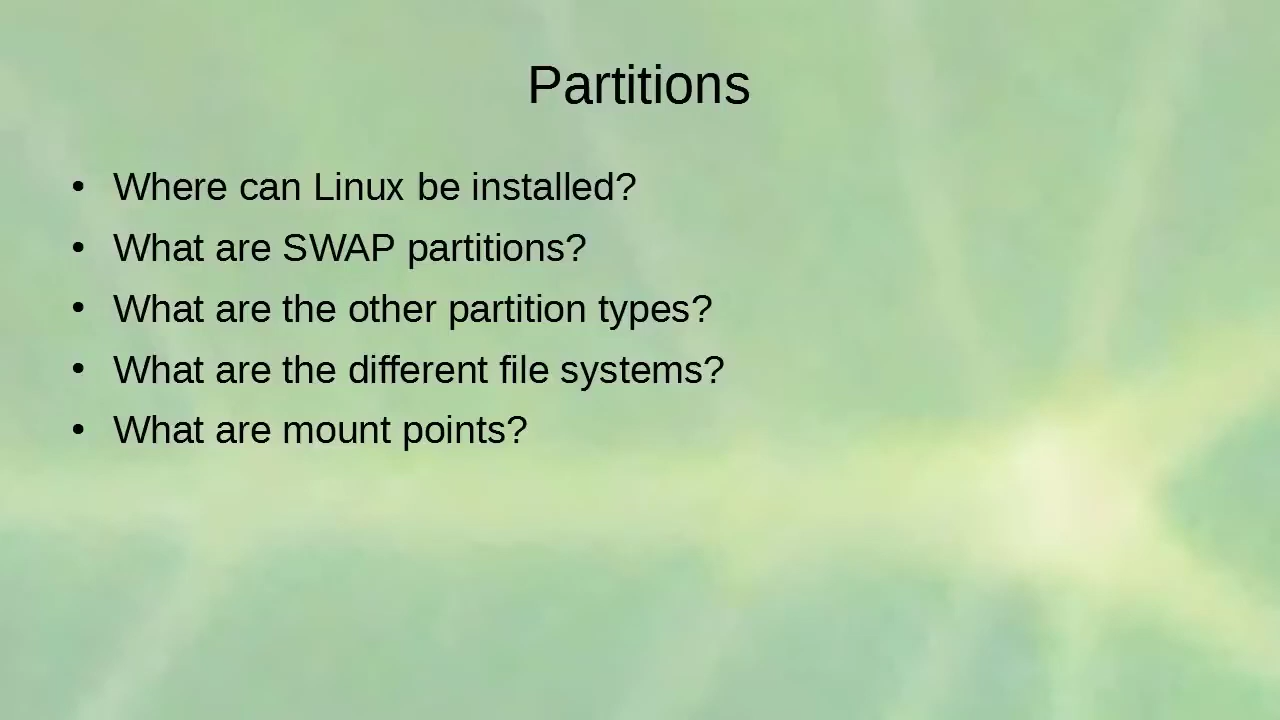 Partitions
• Where can Linux be installed?
• What are SWAP partitions?
• What are the other partition types?
• What are the different file systems?
• What are mount points?